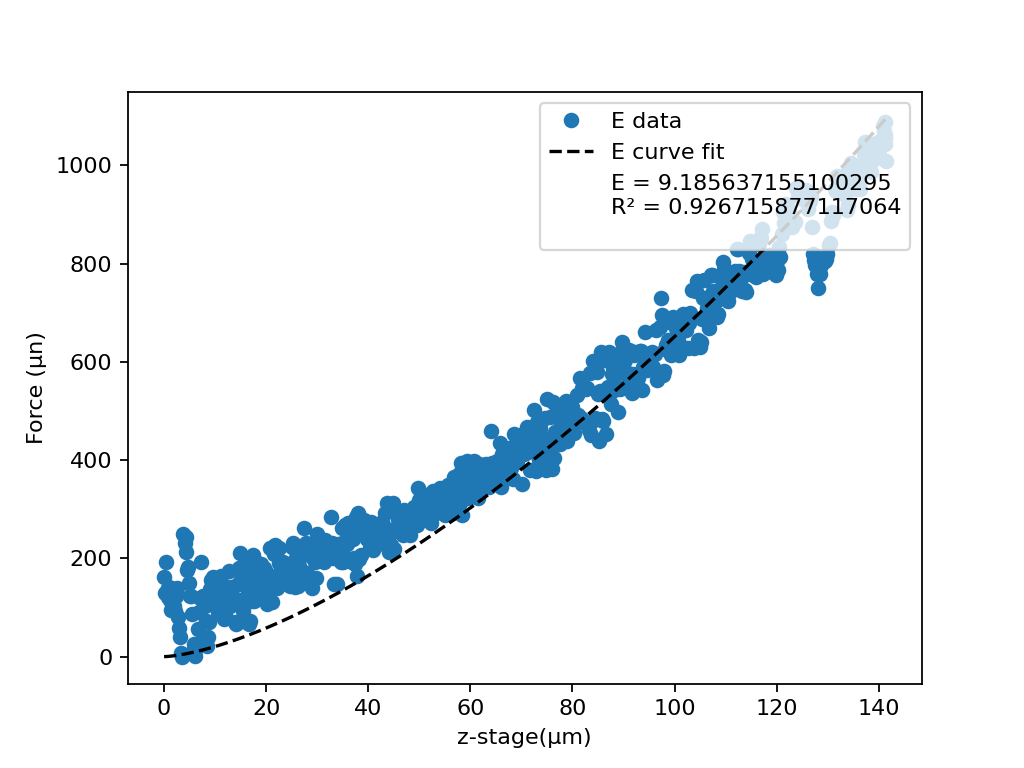 E data
E curve fit
E = 9.185637155100295
R² = 0.926715877117064
1000
800
600
400
200
0
Force (μn)
0 20 40 60 80 100 120 140
z-stage(μm)